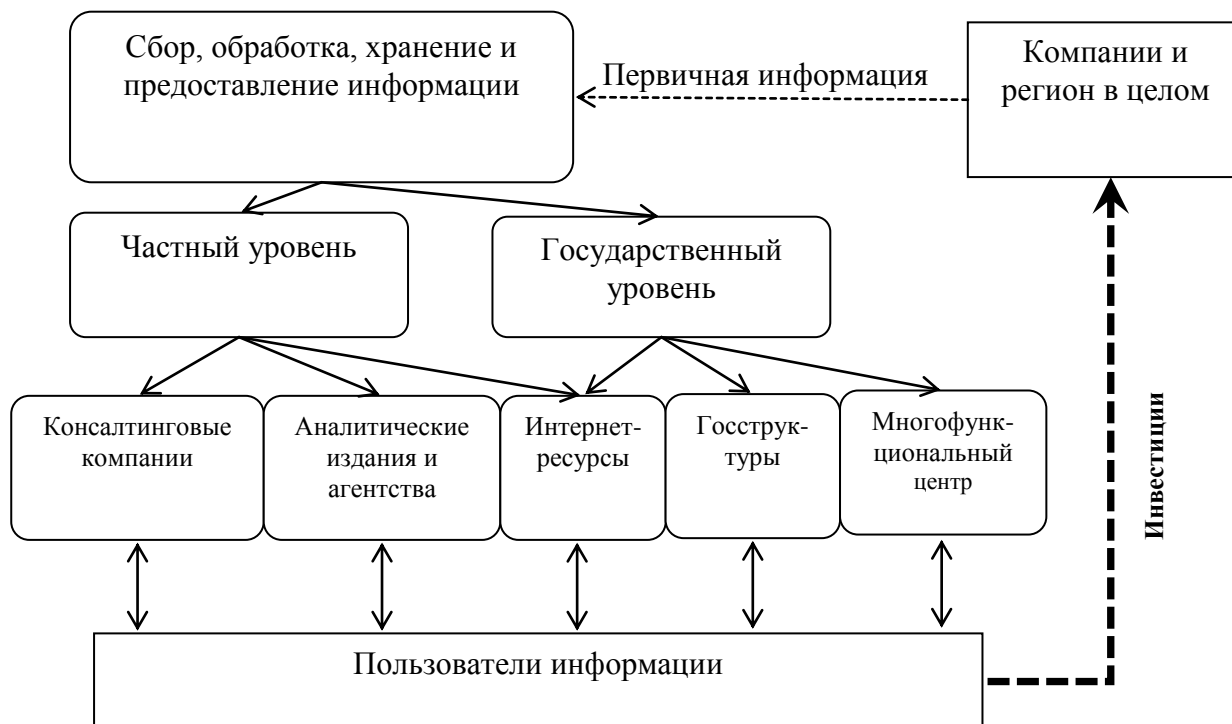 Сбор, обработка, хранение и
предоставление информации
Первичная информация
Компании и
регион в целом
Частный уровень
Государственный
уровень
Консалтинговые
компании
Аналитические
издания и
агентства
Интернет-
ресурсы
Госструк-
туры
Многофунк-
циональный
центр
Инвестиции
Пользователи информации